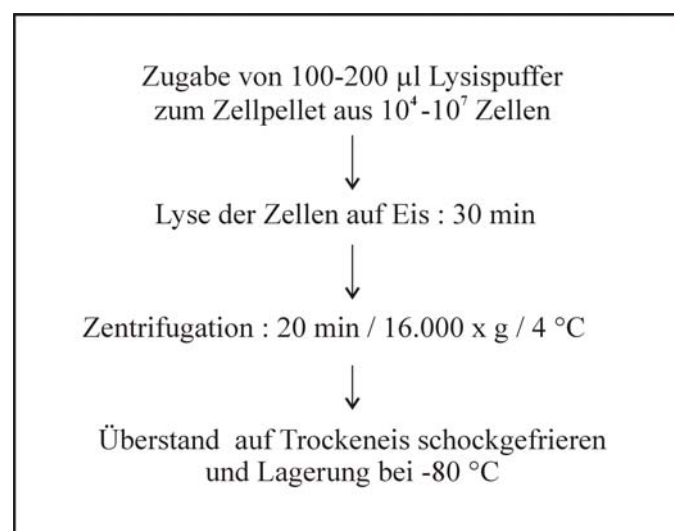 Zugabe von 100-200 µl Lysispuffer
zum Zellpellet aus 10⁴-10⁷ Zellen
Lyse der Zellen auf Eis : 30 min
Zentrifugation : 20 min / 16.000 x g / 4 °C
Überstand auf Trockeneis schockgefrieren
und Lagerung bei -80 °C